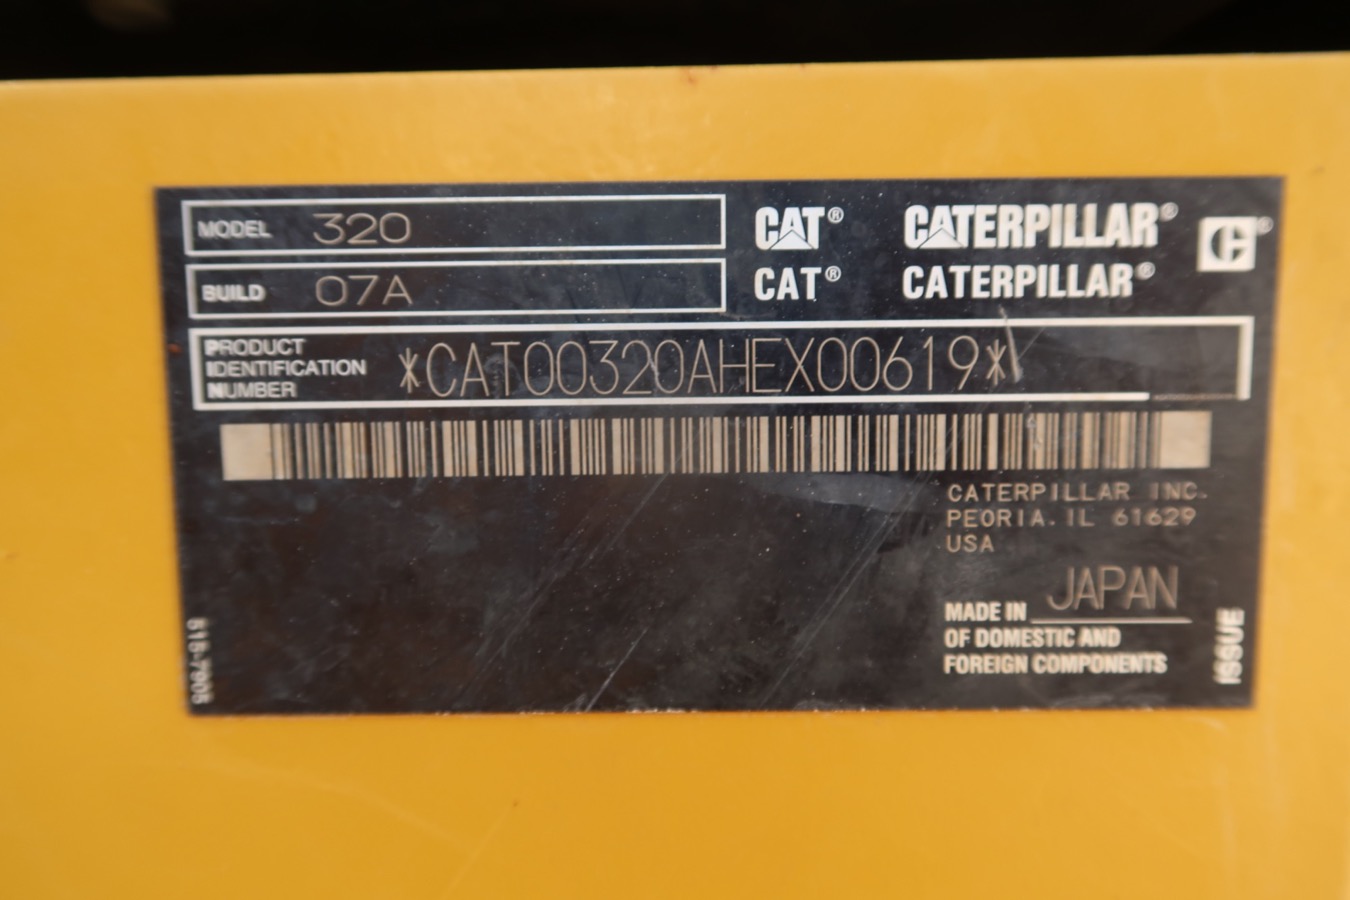 MODEL 320
CAT® CATERPILLAR®
BUILD 07A
CAT® CATERPILLAR®
PRODUCT
IDENTIFICATION
NUMBER
*CAT00320AHEX00619*
CATERPILLAR INC.
PEORIA. IL 61629
USA
MADE IN JAPAN
OF DOMESTIC AND
FOREIGN COMPONENTS
ISSUE